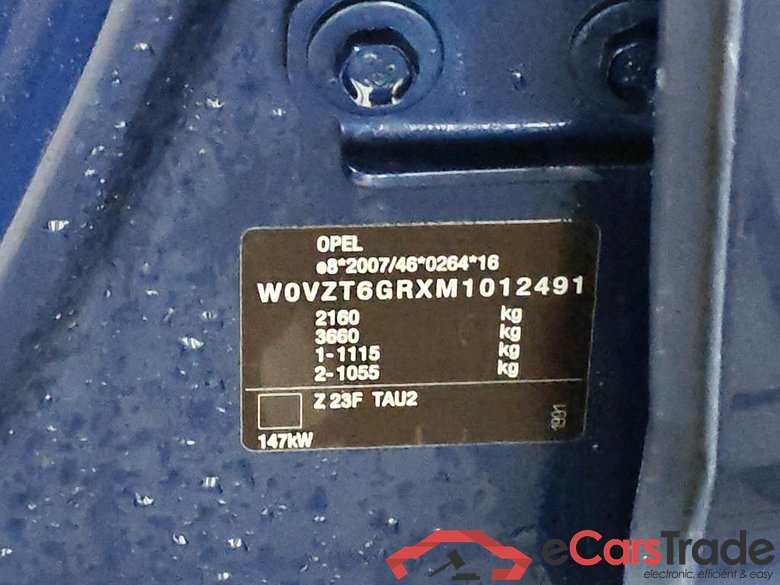 OPEL
e8*2007/46*0264*16
W0VZT6GRXM1012491
2160 kg
3660 kg
1-1115 kg
2-1055 kg
Z 23F TAU2
147kW
1991
eCarsTrade
electronic, efficient & easy